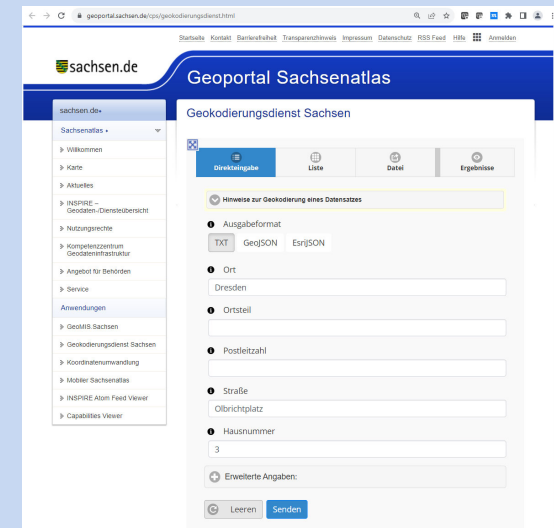 geoportal.sachsen.de/cps/geokodierungsdienst.html
Startseite Kontakt Barrierefreiheit Transparenzhinweis Impressum Datenschutz RSS Feed Hilfe Anmelden
sachsen.de
Geoportal Sachsenatlas
sachsen.de
Sachsenatlas
Willkommen
Karte
Aktuelles
INSPIRE –
Geodaten-/Diensteübersicht
Nutzungsrechte
Kompetenzzentrum
Geodateninfrastruktur
Angebot für Behörden
Service
Anwendungen
GeoMIS.Sachsen
Geokodierungsdienst Sachsen
Koordinatenumwandlung
Mobiler Sachsenatlas
INSPIRE Atom Feed Viewer
Capabilities Viewer
Geokodierungsdienst Sachsen
Direkteingabe Liste Datei Ergebnisse
Hinweise zur Geokodierung eines Datensatzes
Ausgabeformat
TXT GeoJSON EsriJSON
Ort
Dresden
Ortsteil
Postleitzahl
Straße
Olbrichtplatz
Hausnummer
3
Erweiterte Angaben:
Leeren Senden